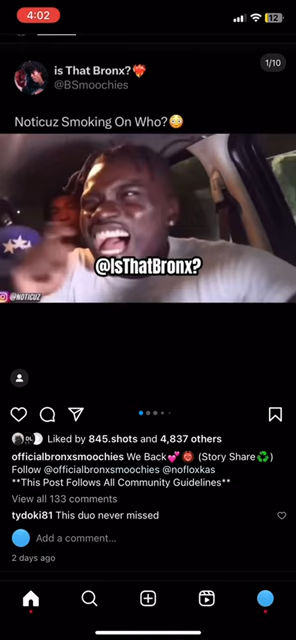 4:02
12
is That Bronx?❤️‍🔥
@BSmoochies
1/10
Noticuz Smoking On Who?😳
@IsThatBronx?
@NOTICUZ
Liked by 845.shots and 4,837 others
officialbronxsmoochies We Back💕 (Story Share♻️)
Follow @officialbronxsmoochies @nofloxkas
**This Post Follows All Community Guidelines**
View all 133 comments
tydoki81 This duo never missed
Add a comment...
2 days ago